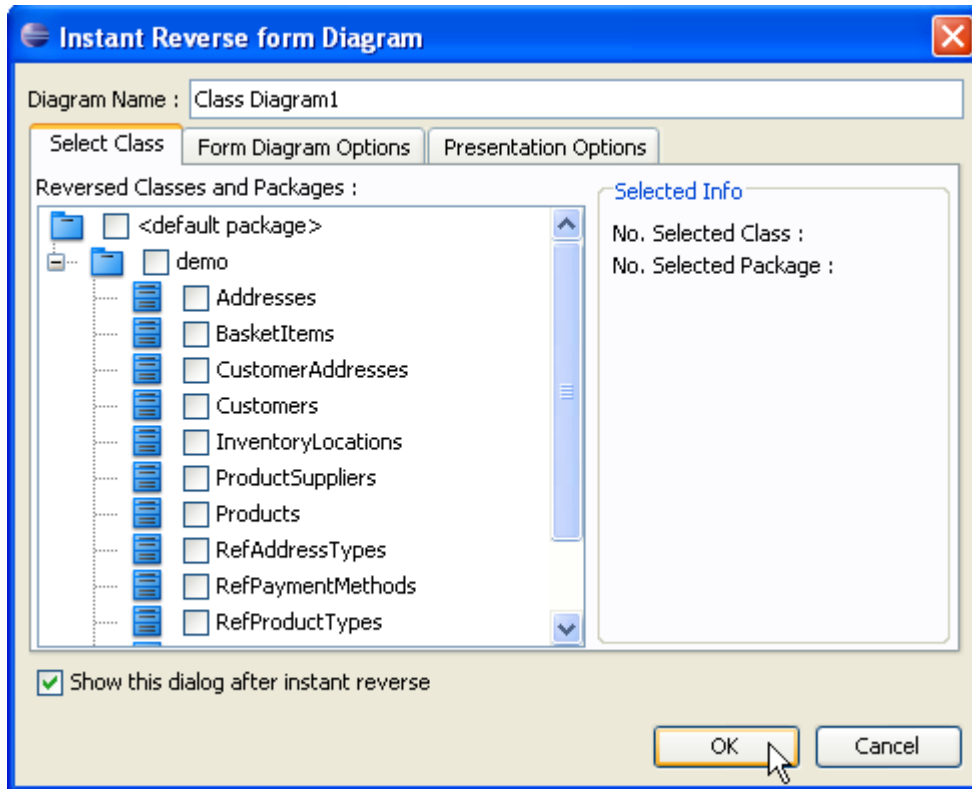 Instant Reverse form Diagram
Diagram Name : Class Diagram1
Select Class Form Diagram Options Presentation Options
Reversed Classes and Packages :
<default package>
demo
Addresses
BasketItems
CustomerAddresses
Customers
InventoryLocations
ProductSuppliers
Products
RefAddressTypes
RefPaymentMethods
RefProductTypes
Selected Info
No. Selected Class :
No. Selected Package :
Show this dialog after instant reverse
OK Cancel